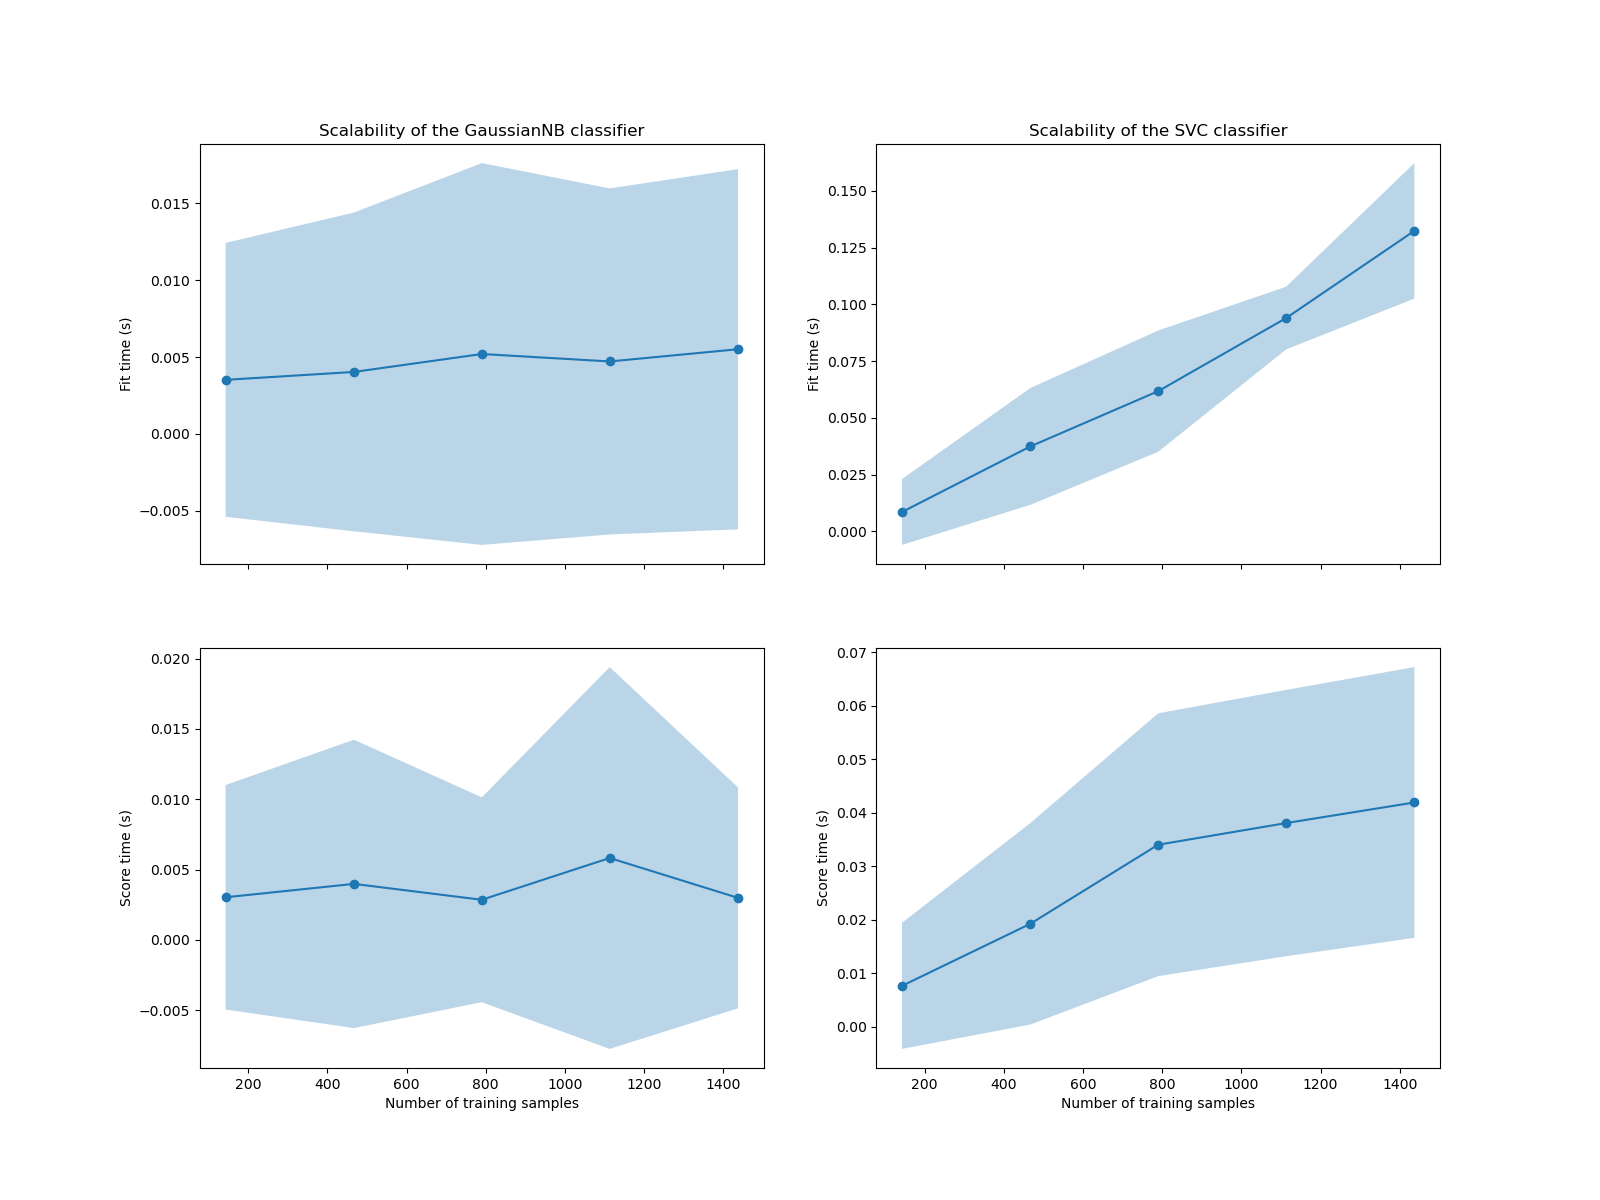 Scalability of the GaussianNB classifier
0.015
0.010
0.005
0.000
−0.005
Fit time (s)
Scalability of the SVC classifier
0.150
0.125
0.100
0.075
0.050
0.025
0.000
Fit time (s)
0.020
0.015
0.010
0.005
0.000
−0.005
Score time (s)
200 400 600 800 1000 1200 1400
Number of training samples
0.07
0.06
0.05
0.04
0.03
0.02
0.01
0.00
Score time (s)
200 400 600 800 1000 1200 1400
Number of training samples